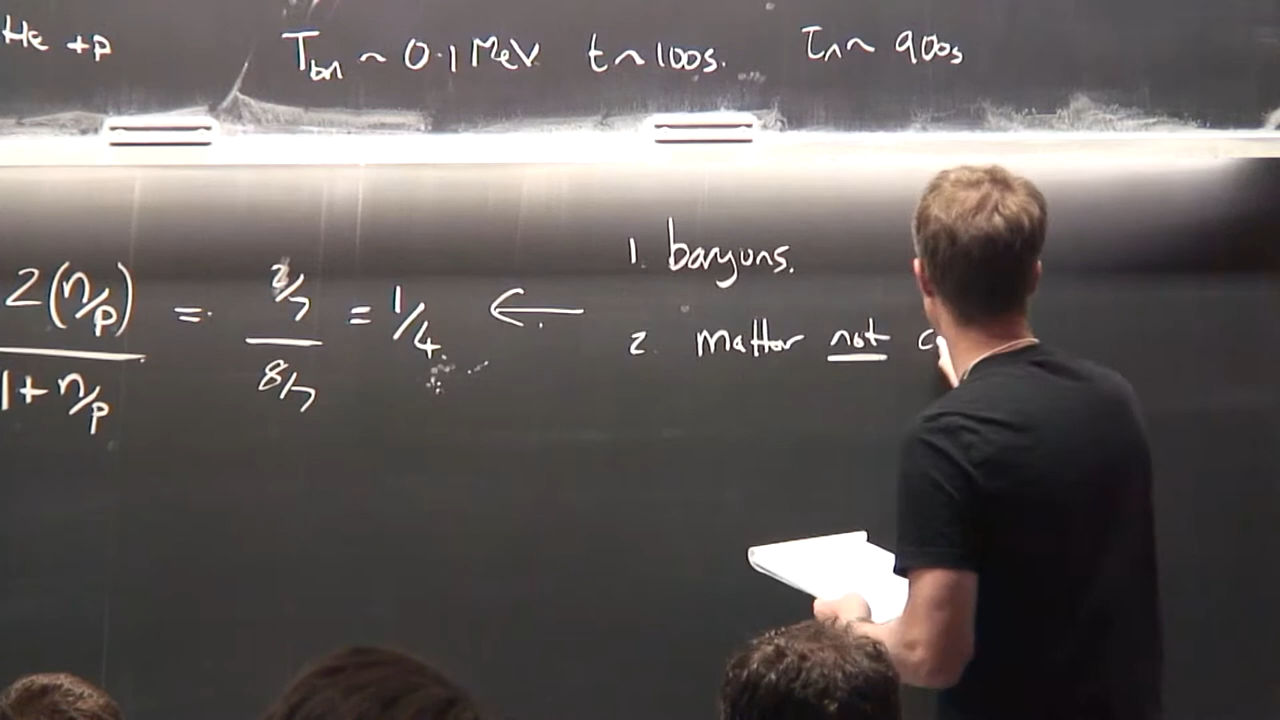 He + p
T_bn ~ 0.1 MeV t ~ 100s. τ_n ~ 900s
2(n/p) / 1 + n/p = 2/7 / 8/7 = 1/4 ←
1. baryons.
2. matter not